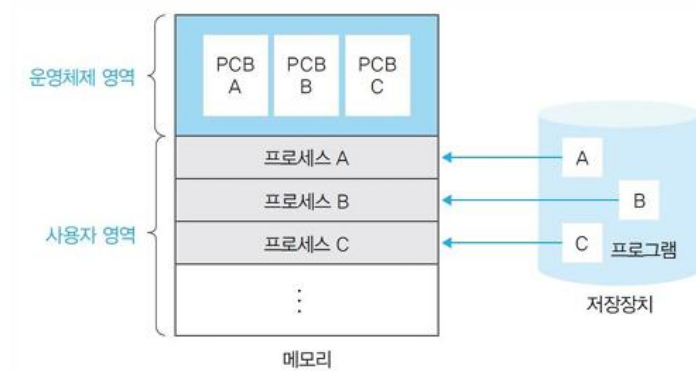 운영체제 영역
PCB
A
PCB
B
PCB
C
사용자 영역
프로세스 A
프로세스 B
프로세스 C
⋮
메모리
A
B
C
프로그램
저장장치